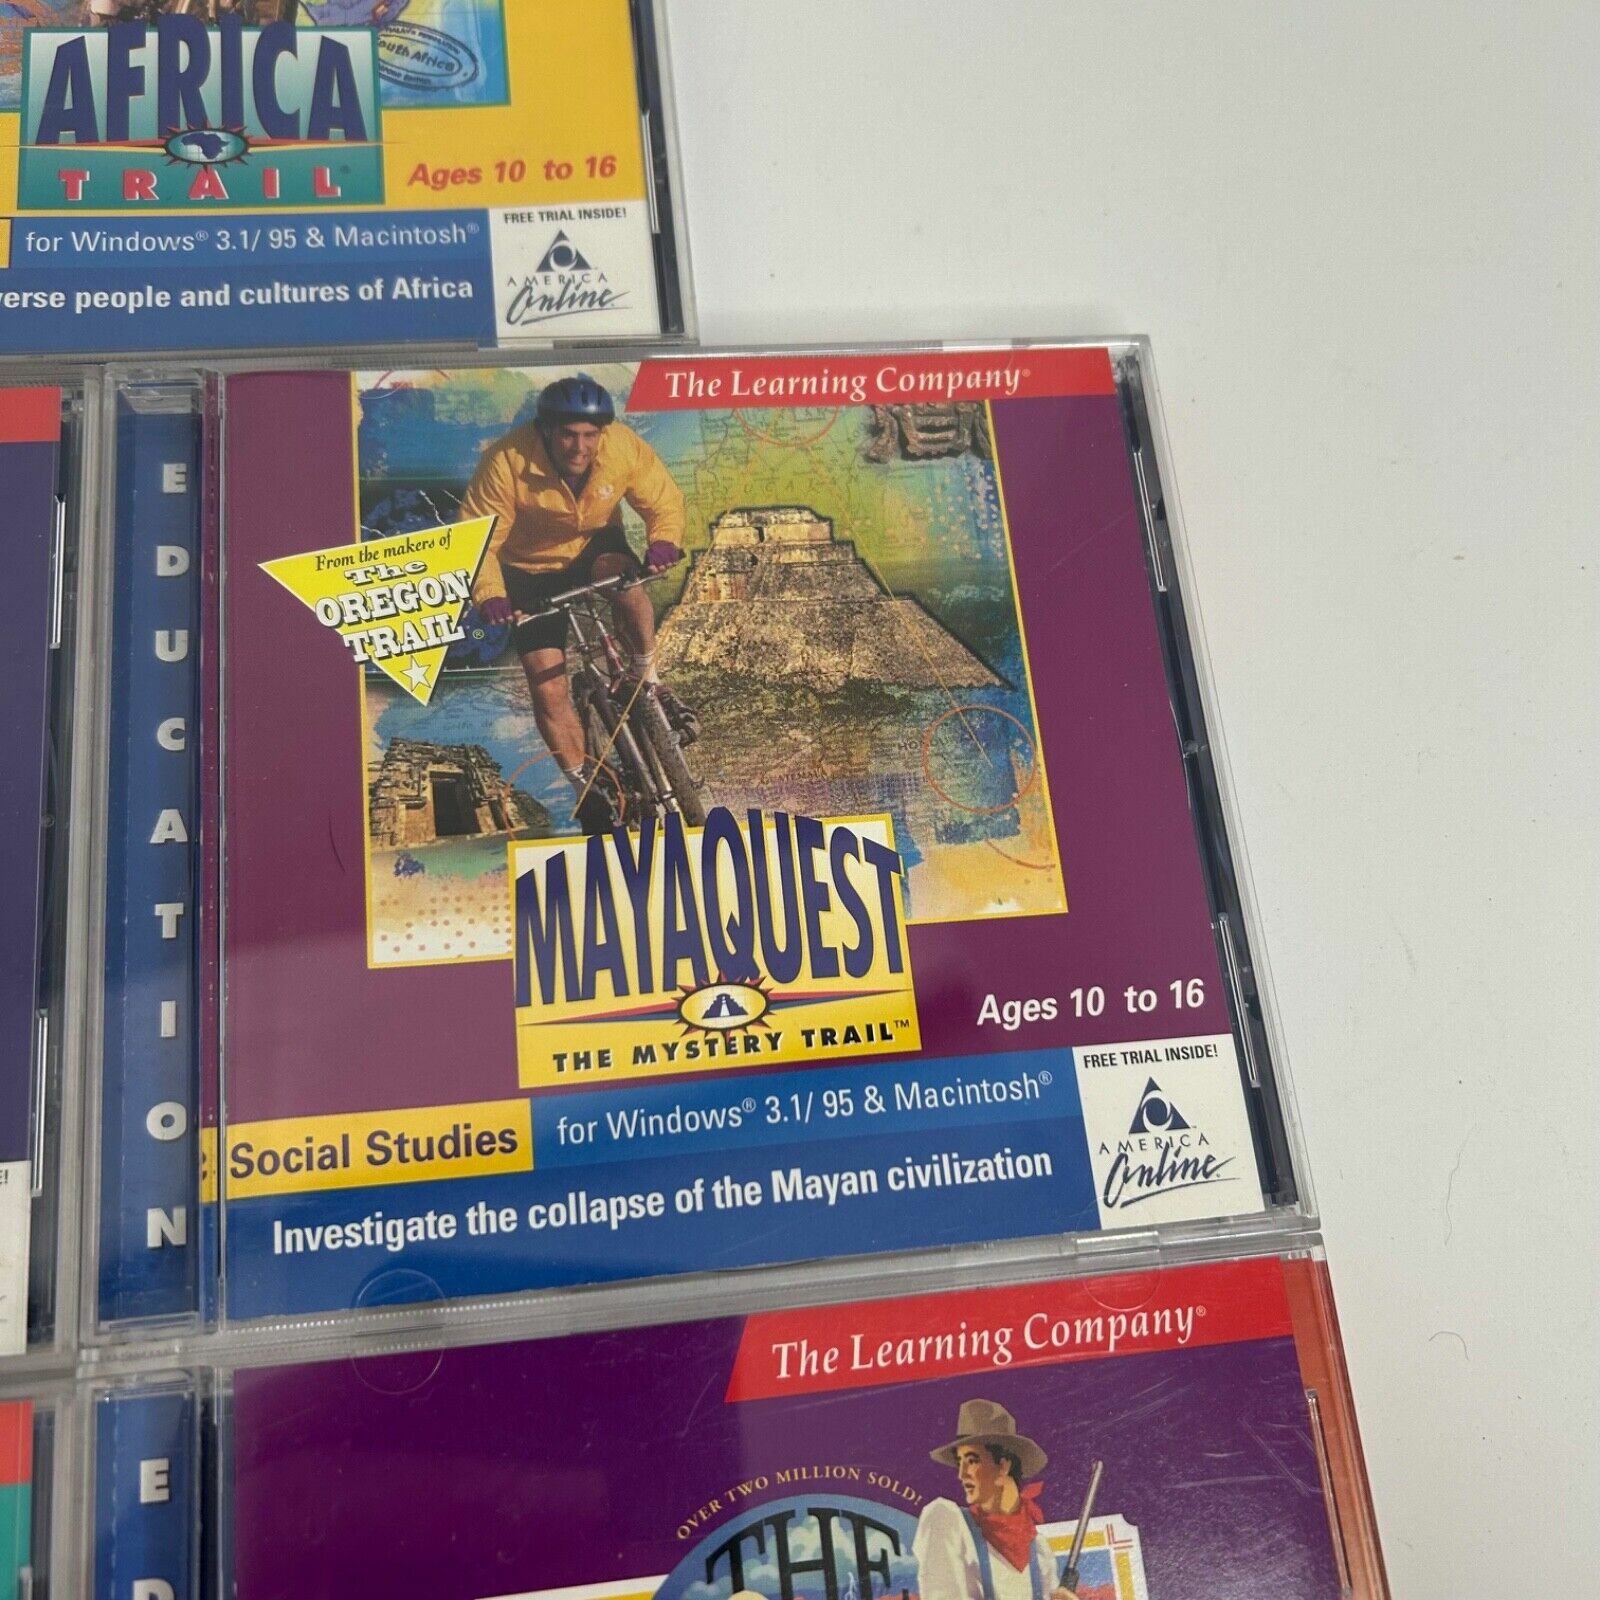 AFRICA
TRAIL®
South Africa
Ages 10 to 16
for Windows® 3.1/ 95 & Macintosh®
people and cultures of Africa
FREE TRIAL INSIDE!
AMERICA
Online
EDUCATION
The Learning Company®
From the makers of
The
OREGON
TRAIL®
MAYAQUEST
THE MYSTERY TRAIL™
Ages 10 to 16
Social Studies
for Windows® 3.1/ 95 & Macintosh®
Investigate the collapse of the Mayan civilization
FREE TRIAL INSIDE!
AMERICA
Online
The Learning Company®
OVER TWO MILLION SOLD!
THE
E